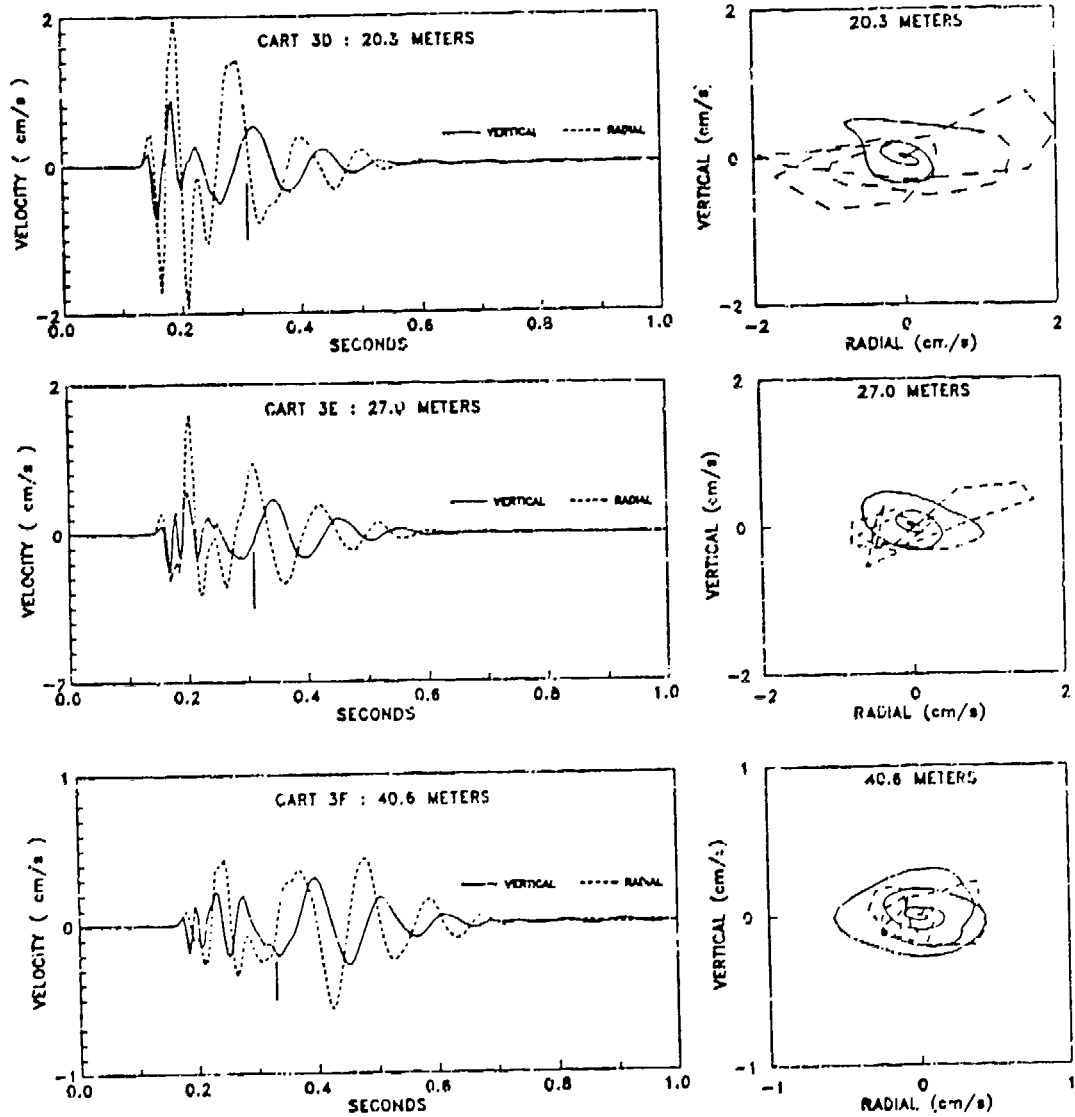 CART 3D : 20.3 METERS
VELOCITY ( cm/s )
2
0
-2
VERTICAL
RADIAL
0.0
0.2
0.4
0.6
0.8
1.0
SECONDS
20.3 METERS
VERTICAL (cm/s)
2
0
-2
-2
0
2
RADIAL (cm/s)
CART 3E : 27.0 METERS
VELOCITY ( cm/s )
2
0
-2
VERTICAL
RADIAL
0.0
0.2
0.4
0.6
0.8
1.0
SECONDS
27.0 METERS
VERTICAL (cm/s)
2
0
-2
-2
0
2
RADIAL (cm/s)
CART 3F : 40.6 METERS
VELOCITY ( cm/s )
1
0
-1
VERTICAL
RADIAL
0.0
0.2
0.4
0.6
0.8
1.0
SECONDS
40.6 METERS
VERTICAL (cm/s)
1
0
-1
-1
0
1
RADIAL (cm/s)